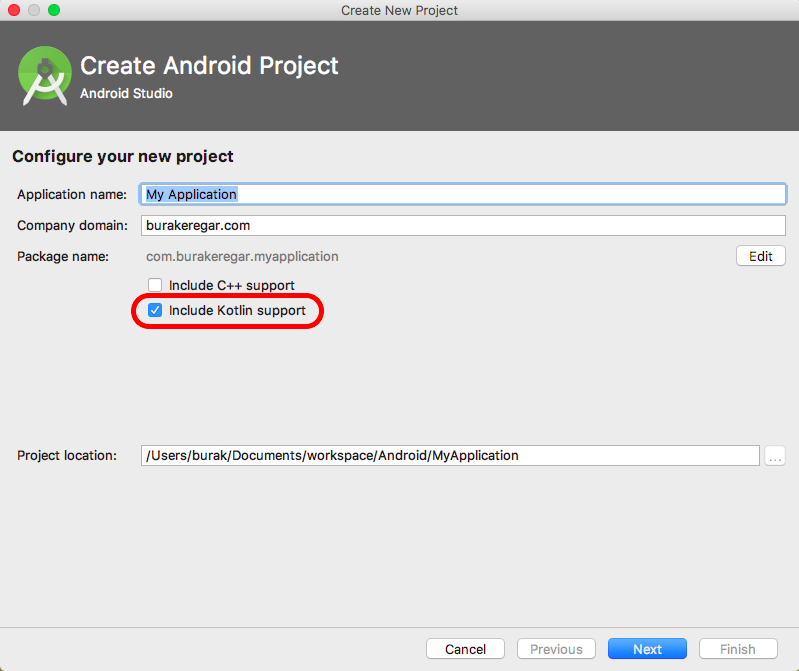 Create New Project
Create Android Project
Android Studio
Configure your new project
Application name: My Application
Company domain: burakeregar.com
Package name: com.burakeregar.myapplication Edit
Include C++ support
Include Kotlin support
Project location: /Users/burak/Documents/workspace/Android/MyApplication ...
Cancel Previous Next Finish